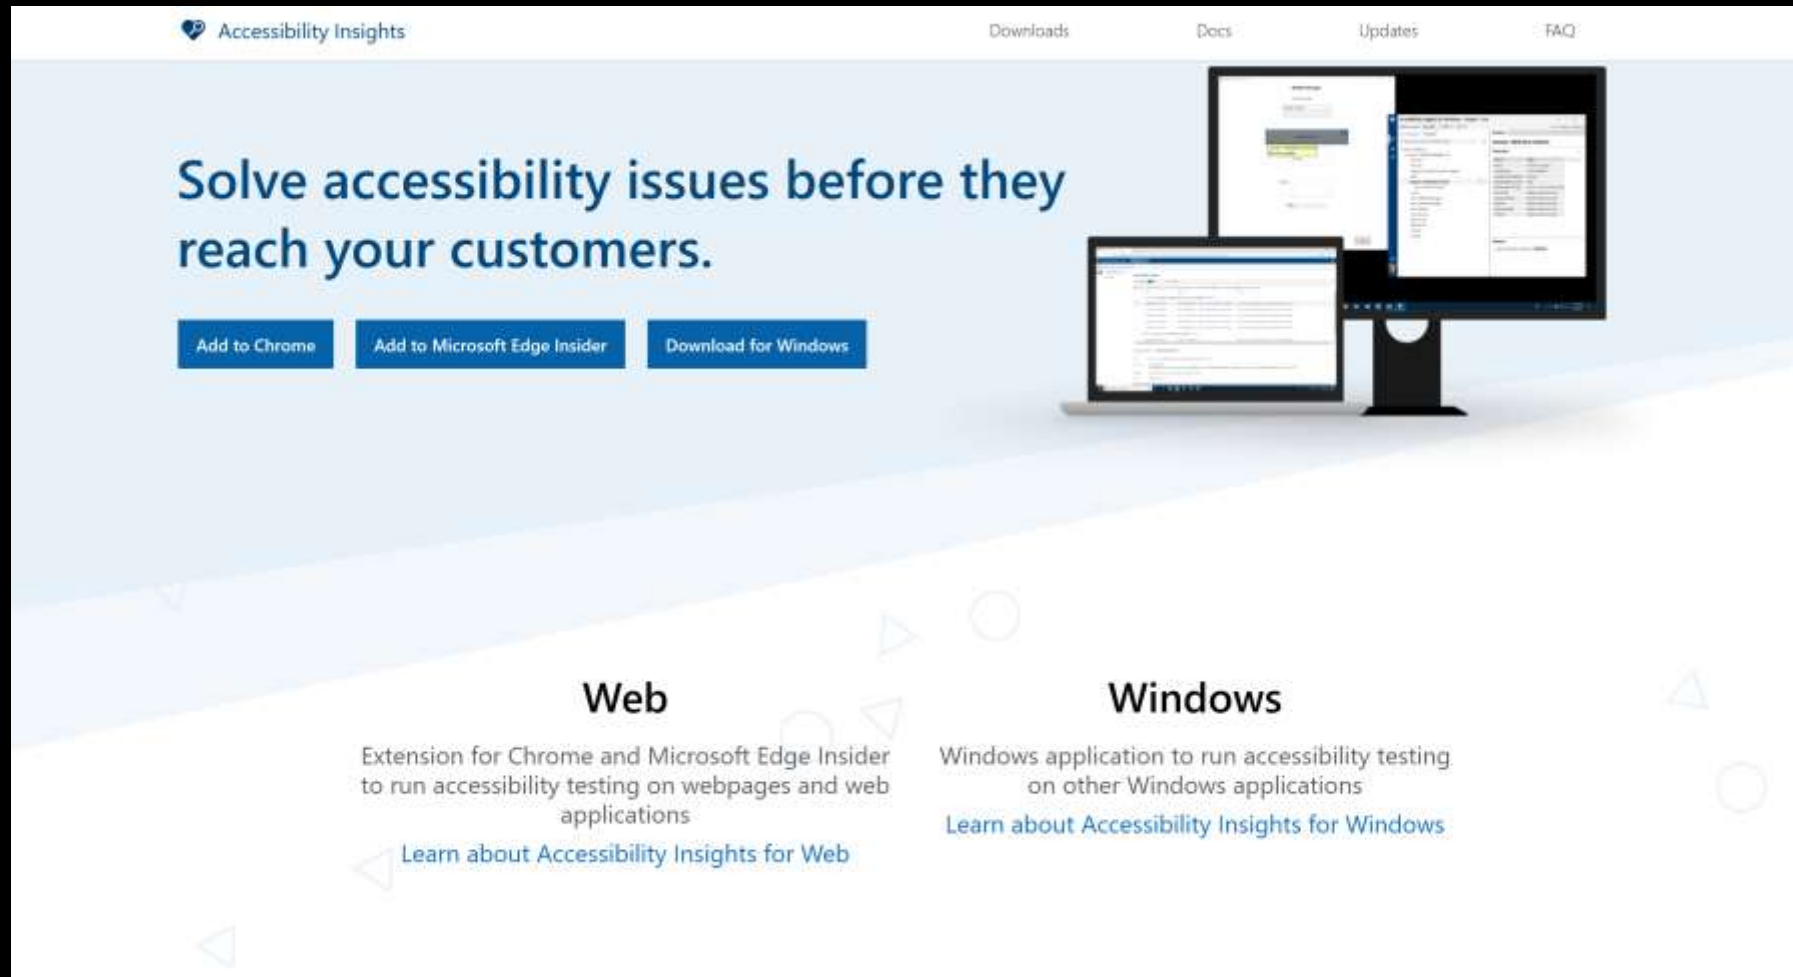 Accessibility Insights
Downloads
Docs
Updates
FAQ
Solve accessibility issues before they
reach your customers.
Add to Chrome
Add to Microsoft Edge Insider
Download for Windows
Web
Extension for Chrome and Microsoft Edge Insider
to run accessibility testing on webpages and web
applications
Learn about Accessibility Insights for Web
Windows
Windows application to run accessibility testing
on other Windows applications
Learn about Accessibility Insights for Windows